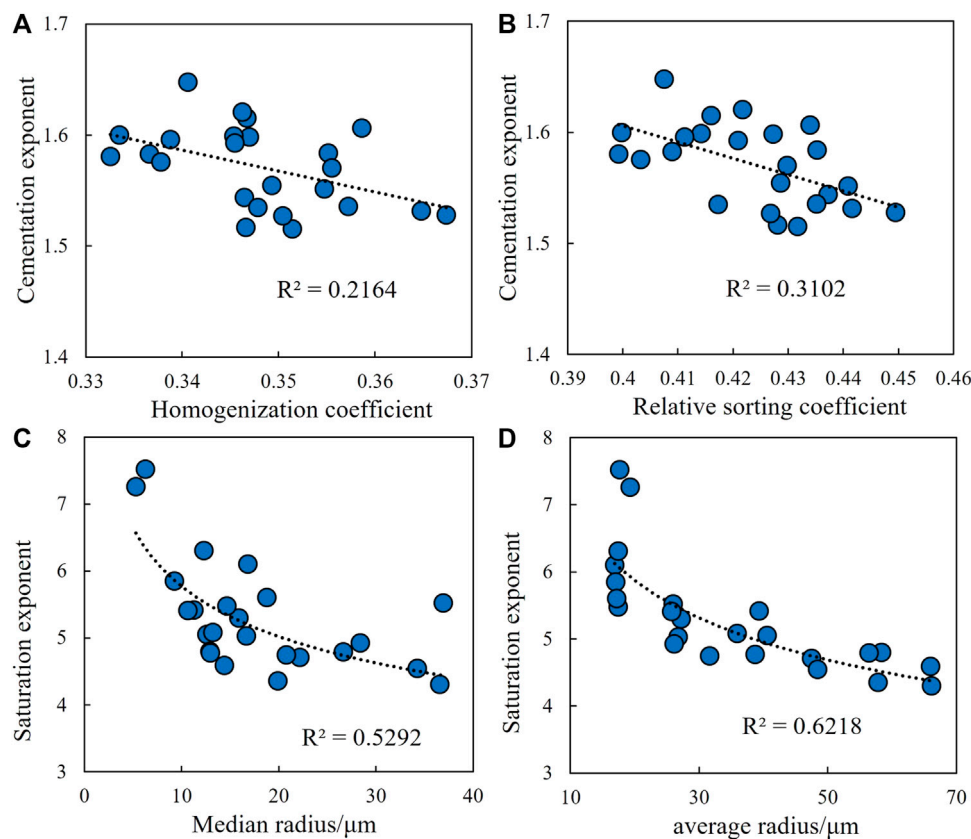 A
B
1.7
1.6
1.5
1.4
Cementation exponent
R² = 0.2164
0.33
0.34
0.35
0.36
0.37
Homogenization coefficient
1.7
1.6
1.5
1.4
Cementation exponent
R² = 0.3102
0.39
0.4
0.41
0.42
0.43
0.44
0.45
0.46
Relative sorting coefficient
C
D
8
7
6
5
4
3
Saturation exponent
R² = 0.5292
0
10
20
30
40
Median radius/μm
8
7
6
5
4
3
Saturation exponent
R² = 0.6218
10
30
50
70
average radius/μm